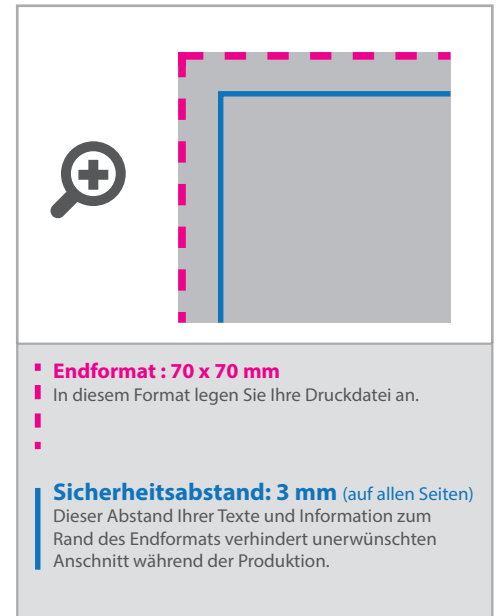 Endformat : 70 x 70 mm
In diesem Format legen Sie Ihre Druckdatei an.
Sicherheitsabstand: 3 mm (auf allen Seiten)
Dieser Abstand Ihrer Texte und Information zum
Rand des Endformats verhindert unerwünschten
Anschnitt während der Produktion.